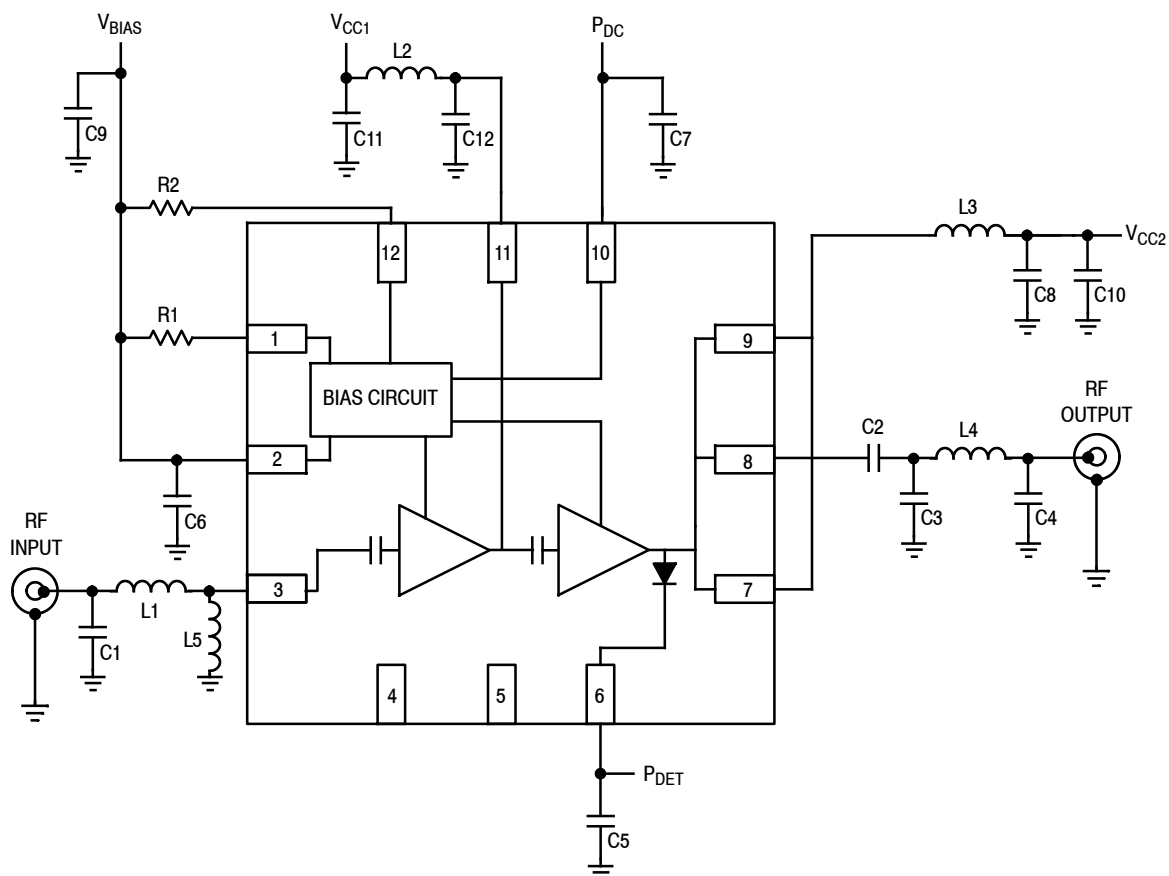 VBIAS
VCC1
PDC
L2
C9
C11
C12
C7
R2
L3
VCC2
12
11
10
C8
C10
R1
1
9
BIAS CIRCUIT
RF
OUTPUT
C2
L4
2
8
C6
C3
C4
RF
INPUT
3
7
L1
L5
C1
4
5
6
PDET
C5